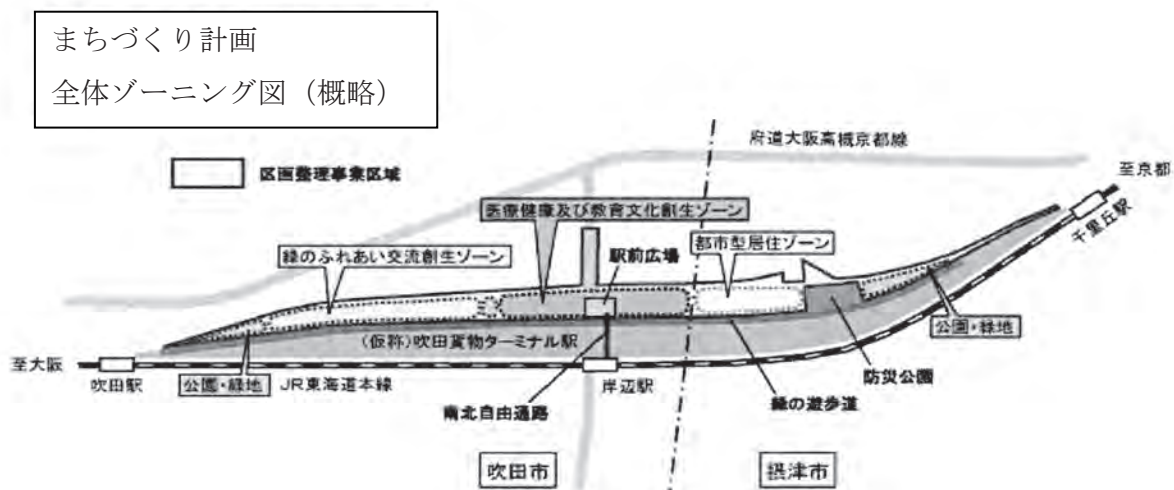 まちづくり計画
全体ゾーニング図（概略）
府道大阪高槻京都線
至京都
区画整理事業区域
千里丘駅
医療健康及び教育文化創生ゾーン
都市型居住ゾーン
緑のふれあい交流創生ゾーン
駅前広場
公園・緑地
(仮称)吹田貨物ターミナル駅
至大阪
吹田駅
公園・緑地
JR東海道本線
岸辺駅
防災公園
緑の遊歩道
南北自由通路
吹田市
摂津市